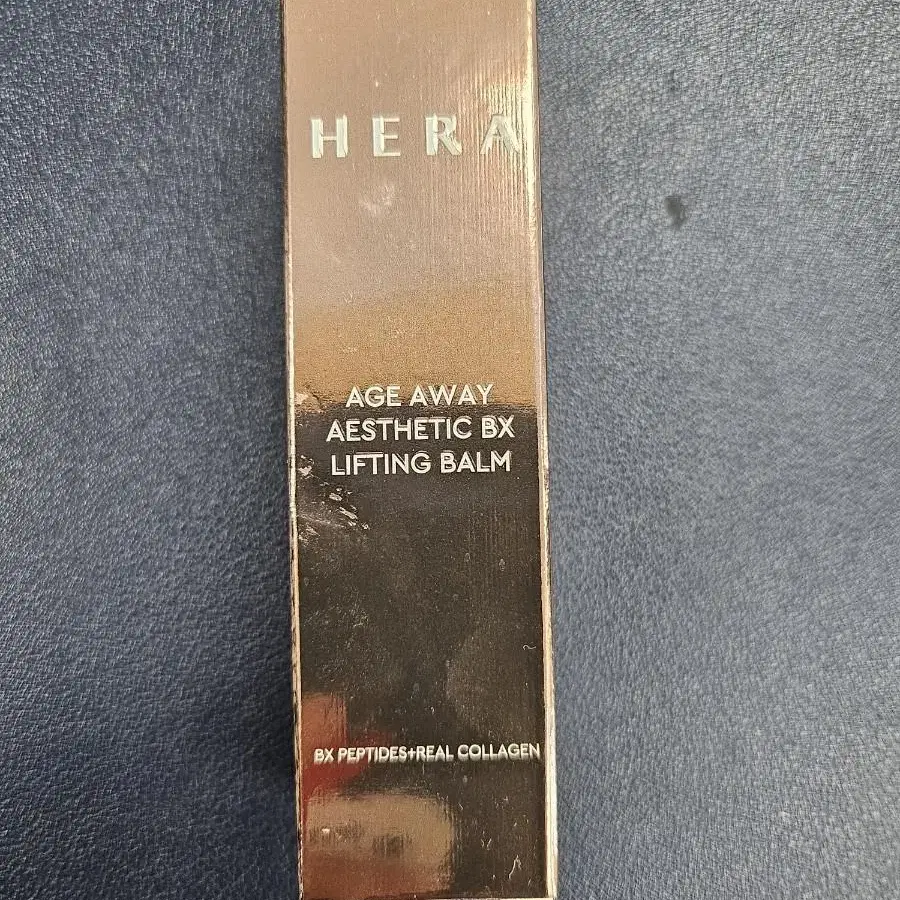 HERA
AGE AWAY
AESTHETIC BX
LIFTING BALM
BX PEPTIDES+REAL COLLAGEN